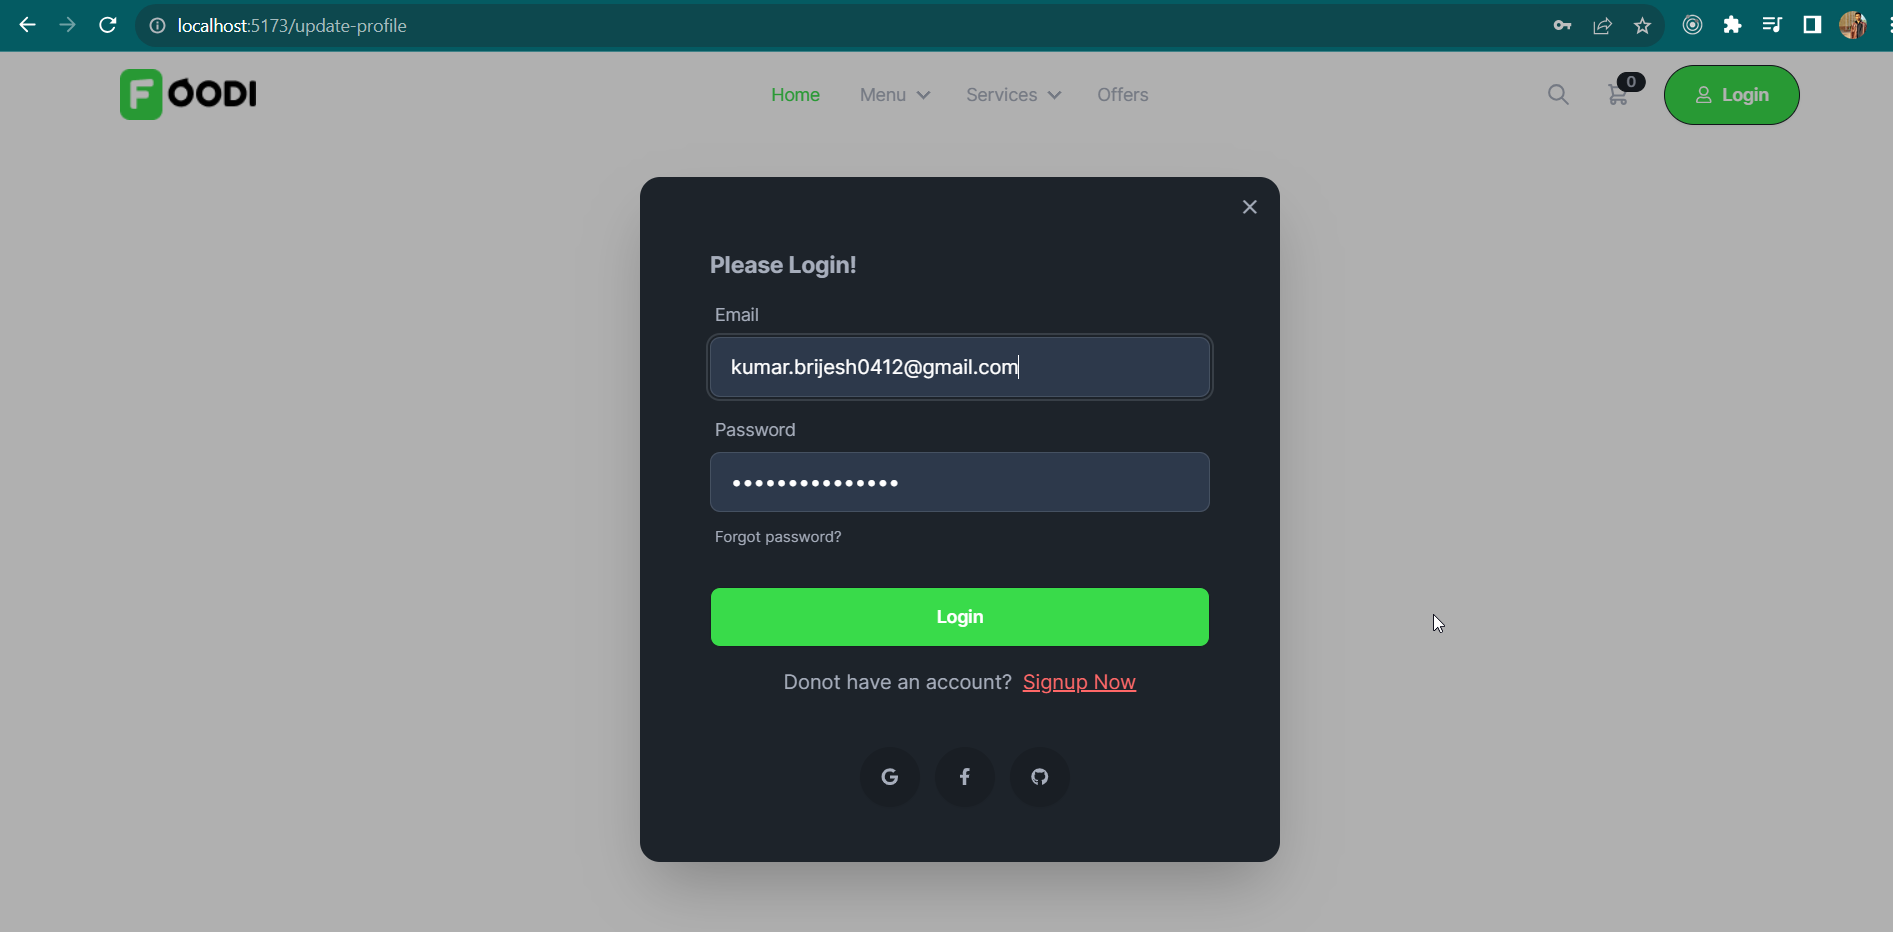 localhost:5173/update-profile
FOODI
Home Menu Services Offers
0
Login
Please Login!
Email
kumar.brijesh0412@gmail.com
Password
•••••••••••••••
Forgot password?
Login
Donot have an account? Signup Now